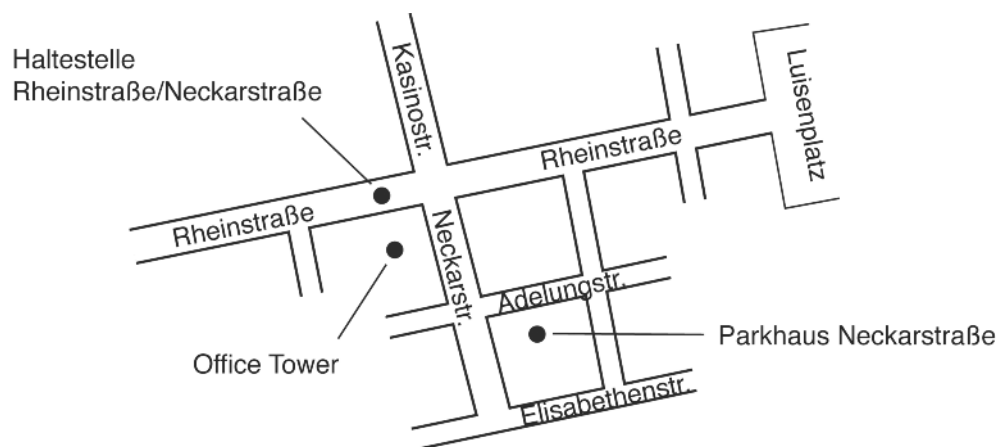 Haltestelle
Rheinstraße/Neckarstraße
Kasinostr.
Luisenplatz
Rheinstraße
Rheinstraße
Neckarstr.
Adelungstr.
Parkhaus Neckarstraße
Office Tower
Elisabethenstr.